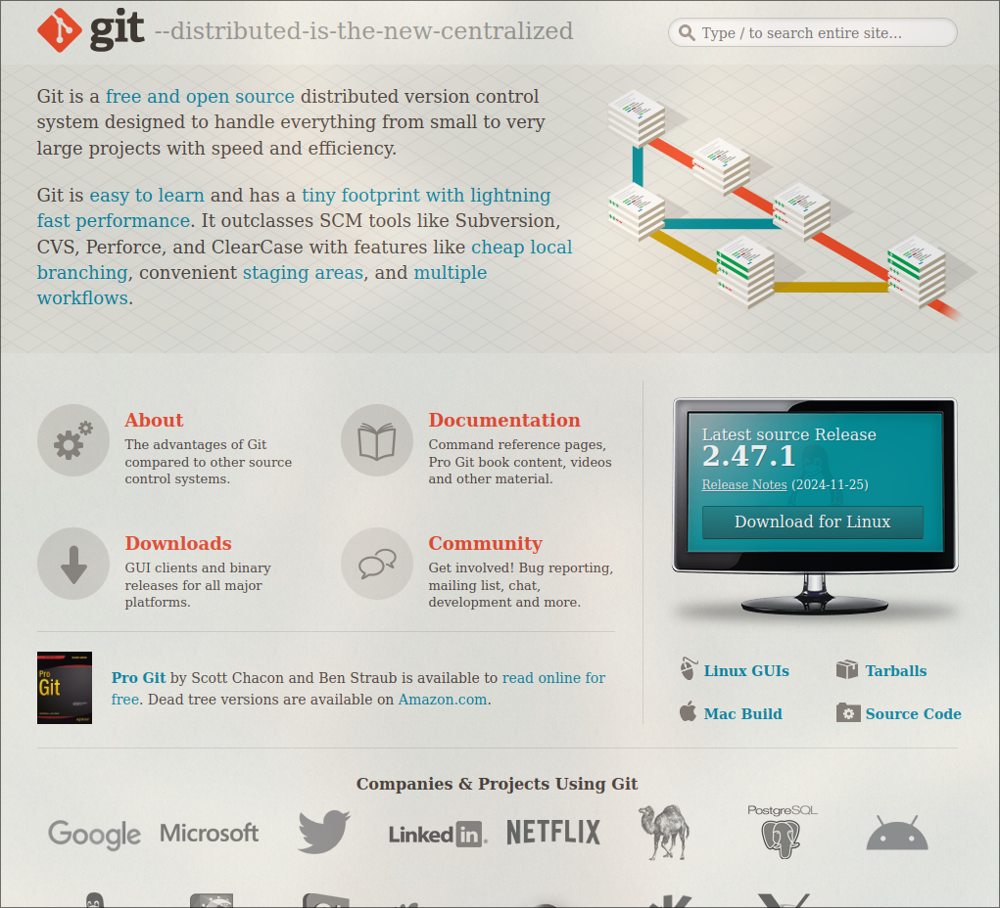 git --distributed-is-the-new-centralized
Type / to search entire site…
Git is a free and open source distributed version control
system designed to handle everything from small to very
large projects with speed and efficiency.
Git is easy to learn and has a tiny footprint with lightning
fast performance. It outclasses SCM tools like Subversion,
CVS, Perforce, and ClearCase with features like cheap local
branching, convenient staging areas, and multiple
workflows.
About
The advantages of Git
compared to other source
control systems.
Documentation
Command reference pages,
Pro Git book content, videos
and other material.
Downloads
GUI clients and binary
releases for all major
platforms.
Community
Get involved! Bug reporting,
mailing list, chat,
development and more.
Pro
Git
Pro Git by Scott Chacon and Ben Straub is available to read online for
free. Dead tree versions are available on Amazon.com.
Latest source Release
2.47.1
Release Notes (2024-11-25)
Download for Linux
Linux GUIs
Tarballs
Mac Build
Source Code
Companies & Projects Using Git
Google
Microsoft
Linked in
NETFLIX
PostgreSQL